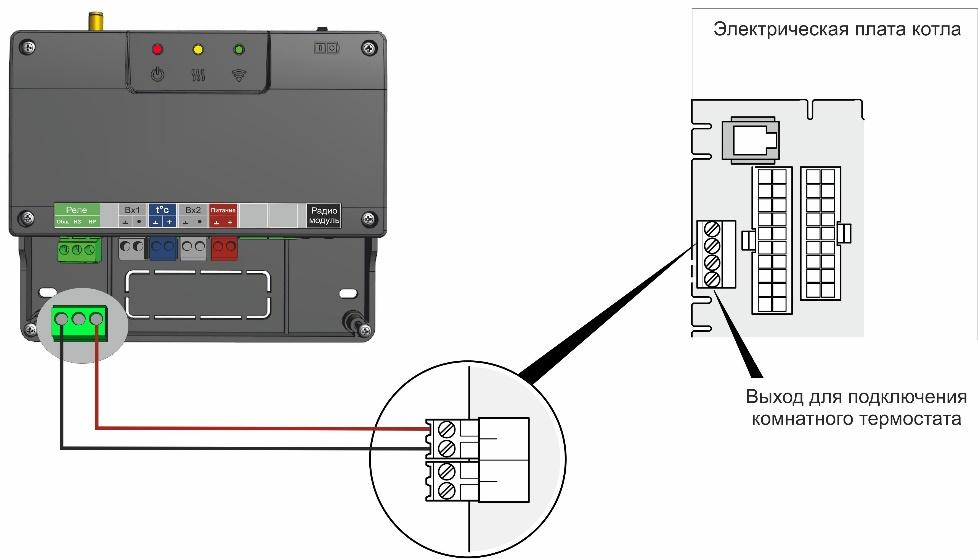 Электрическая плата котла
Реле Вх1 t°c Вх2 Питание Радио
Общ НЗ НР модуль
Выход для подключения
комнатного термостата